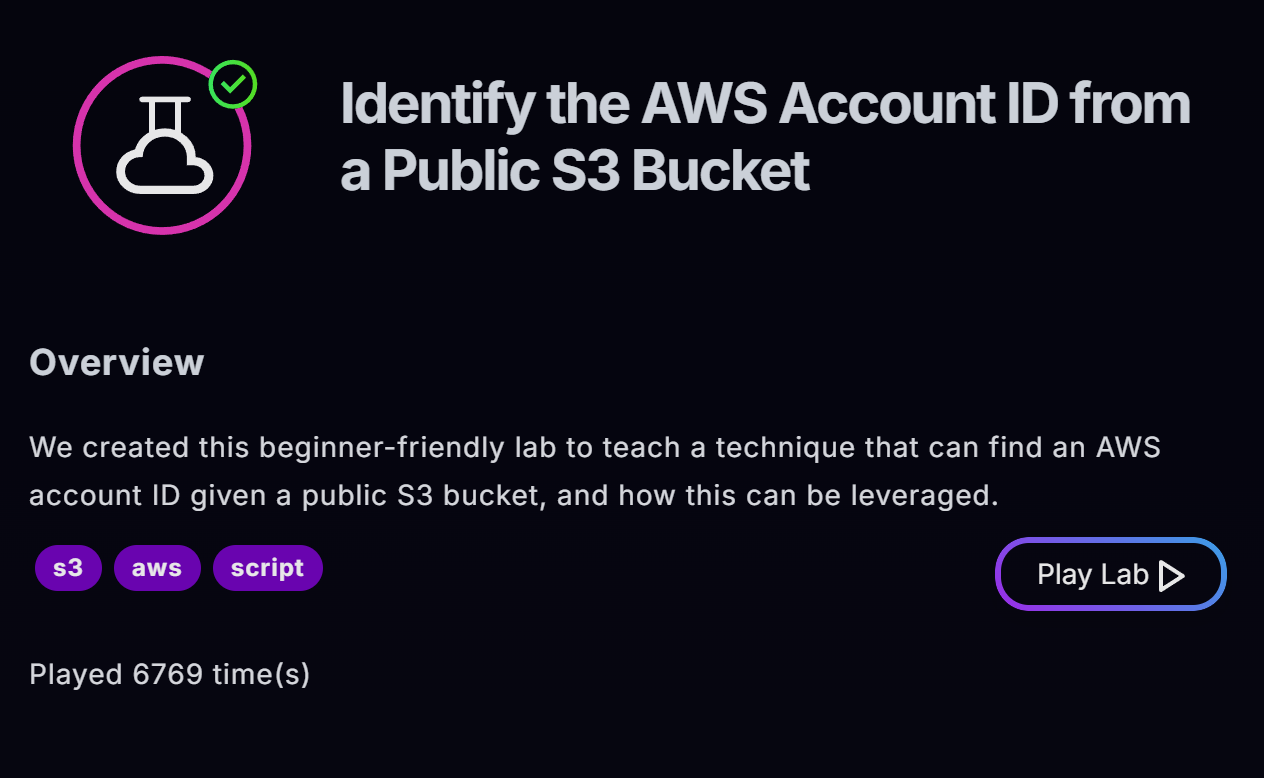 Identify the AWS Account ID from
a Public S3 Bucket
Overview
We created this beginner-friendly lab to teach a technique that can find an AWS
account ID given a public S3 bucket, and how this can be leveraged.
s3 aws script
Play Lab
Played 6769 time(s)